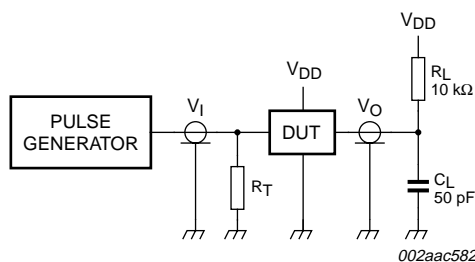 VDD
RL
10 kΩ
VDD
VI
VO
PULSE
GENERATOR
DUT
RT
CL
50 pF
002aac582